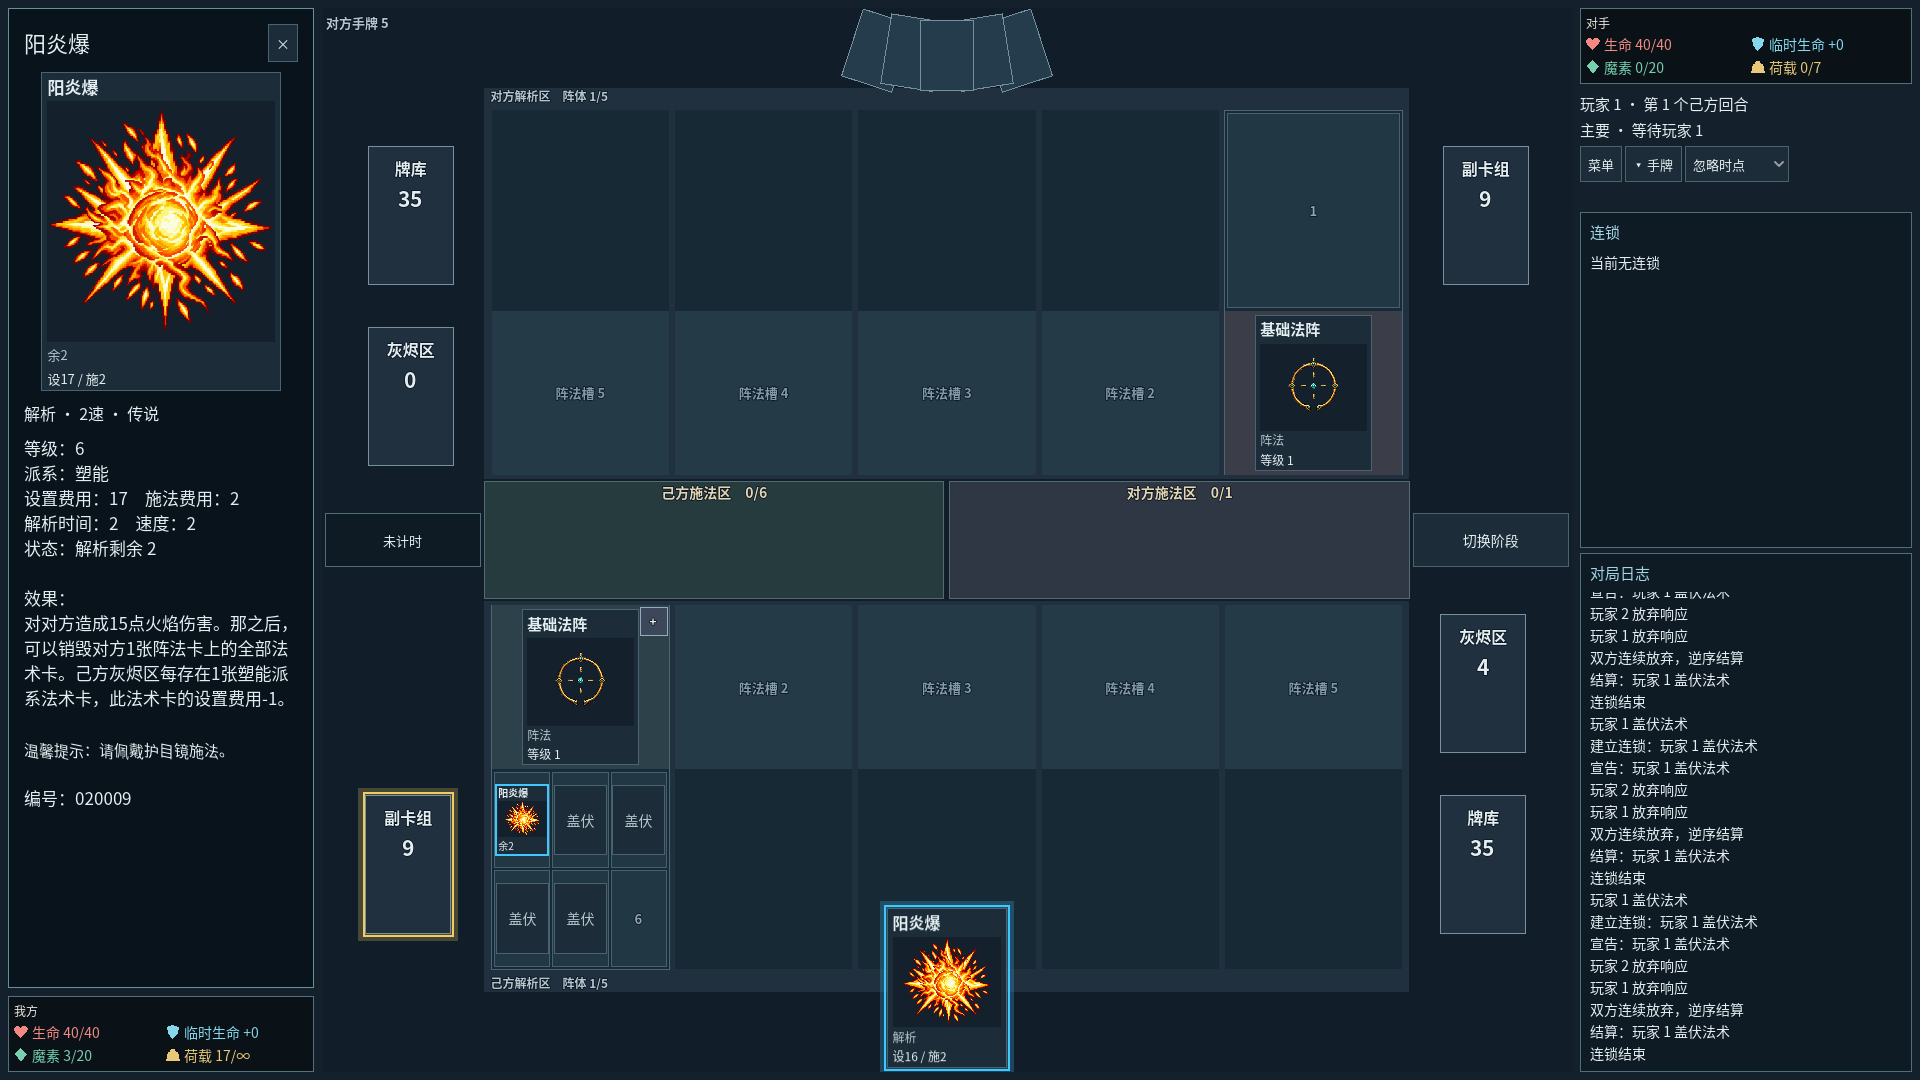 阳炎爆
×
阳炎爆
余2
设17 / 施2
解析 · 2速 · 传说
等级：6
派系：塑能
设置费用：17 施法费用：2
解析时间：2 速度：2
状态：解析剩余 2
效果：
对对方造成15点火焰伤害。那之后，
可以销毁对方1张阵法卡上的全部法
术卡。己方灰烬区每存在1张塑能派
系法术卡，此法术卡的设置费用-1。
温馨提示：请佩戴护目镜施法。
编号：020009
我方
生命 40/40 临时生命 +0
魔素 3/20 荷载 17/∞
对方手牌 5
对方解析区 阵体 1/5
牌库
35
灰烬区
0
1
阵法槽 5
阵法槽 4
阵法槽 3
阵法槽 2
基础法阵
阵法
等级 1
副卡组
9
未计时
己方施法区 0/6
对方施法区 0/1
切换阶段
基础法阵
+
阵法
等级 1
阵法槽 2
阵法槽 3
阵法槽 4
阵法槽 5
阳炎爆
余2
盖伏
盖伏
盖伏
盖伏
6
己方解析区 阵体 1/5
副卡组
9
灰烬区
4
牌库
35
阳炎爆
解析
设16 / 施2
对手
生命 40/40 临时生命 +0
魔素 0/20 荷载 0/7
玩家 1 · 第 1 个己方回合
主要 · 等待玩家 1
菜单
手牌
忽略时点
连锁
当前无连锁
对局日志
宣告：玩家 1 盖伏法术
玩家 2 放弃响应
玩家 1 放弃响应
双方连续放弃，逆序结算
结算：玩家 1 盖伏法术
连锁结束
玩家 1 盖伏法术
建立连锁：玩家 1 盖伏法术
宣告：玩家 1 盖伏法术
玩家 2 放弃响应
玩家 1 放弃响应
双方连续放弃，逆序结算
结算：玩家 1 盖伏法术
连锁结束
玩家 1 盖伏法术
建立连锁：玩家 1 盖伏法术
宣告：玩家 1 盖伏法术
玩家 2 放弃响应
玩家 1 放弃响应
双方连续放弃，逆序结算
结算：玩家 1 盖伏法术
连锁结束